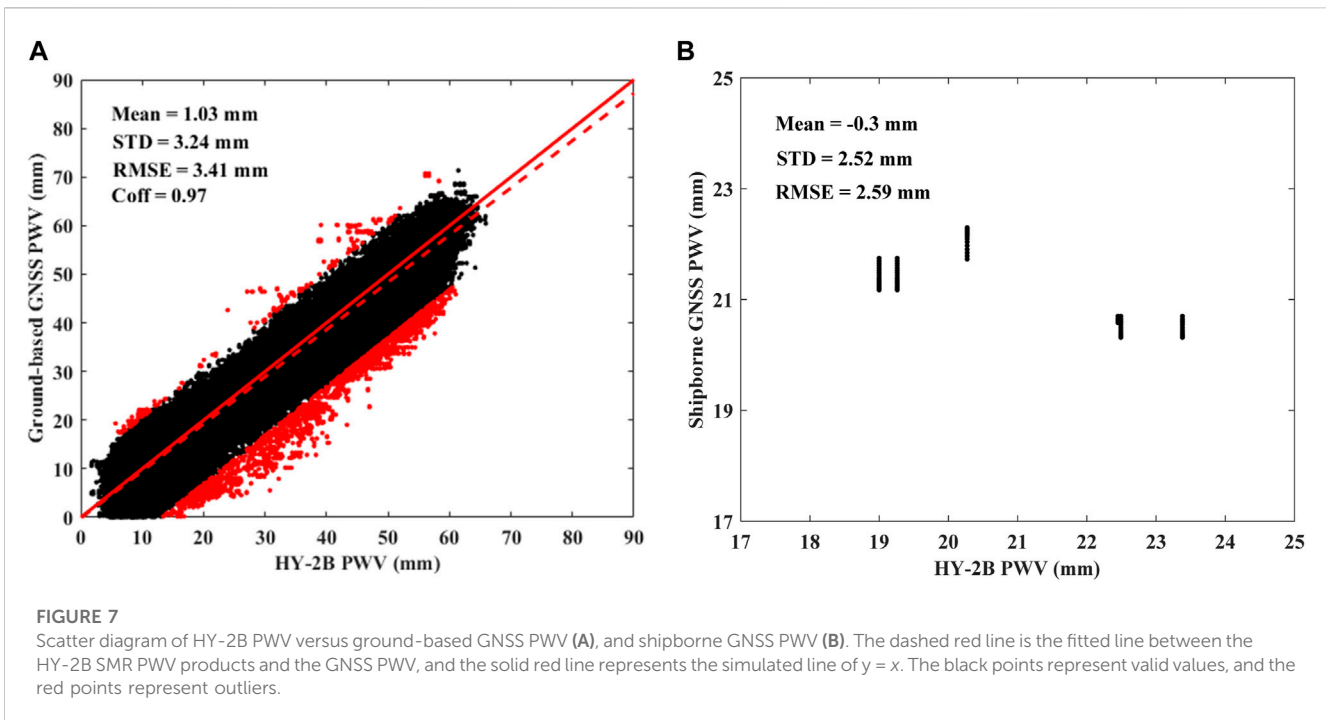 A
Mean = 1.03 mm
STD = 3.24 mm
RMSE = 3.41 mm
Coff = 0.97
Ground-based GNSS PWV (mm)
90
80
70
60
50
40
30
20
10
0
0 10 20 30 40 50 60 70 80 90
HY-2B PWV (mm)
B
Mean = -0.3 mm
STD = 2.52 mm
RMSE = 2.59 mm
Shipborne GNSS PWV (mm)
25
23
21
19
17
17 18 19 20 21 22 23 24 25
HY-2B PWV (mm)
FIGURE 7
Scatter diagram of HY-2B PWV versus ground-based GNSS PWV (A), and shipborne GNSS PWV (B). The dashed red line is the fitted line between the
HY-2B SMR PWV products and the GNSS PWV, and the solid red line represents the simulated line of y = x. The black points represent valid values, and the
red points represent outliers.